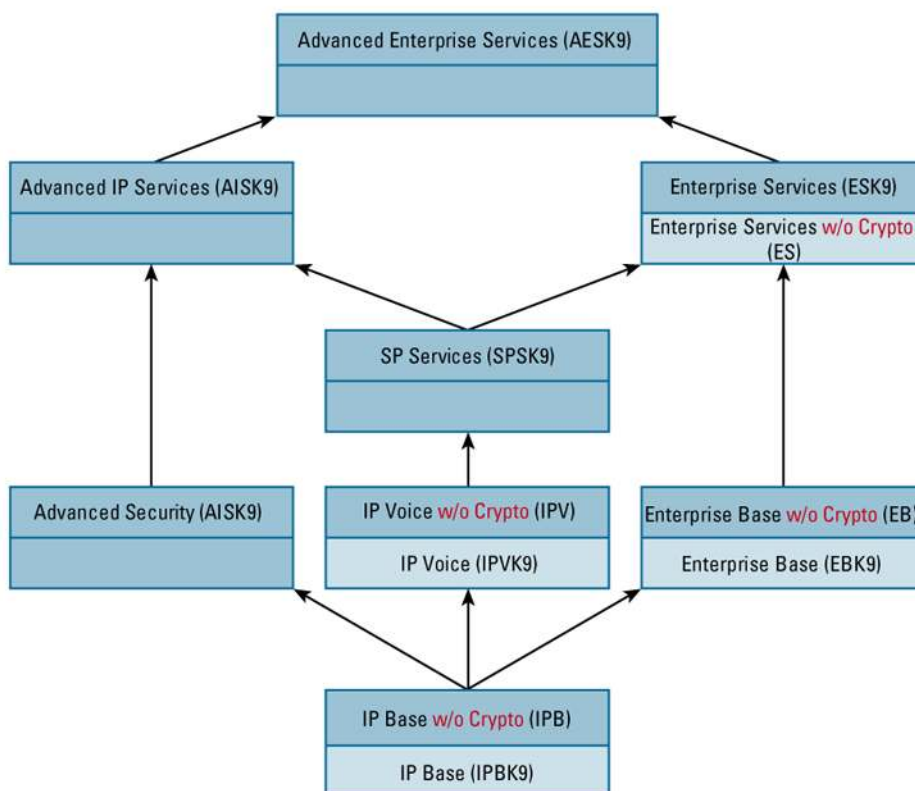 Advanced Enterprise Services (AESK9)
Advanced IP Services (AISK9)
Enterprise Services (ESK9)
Enterprise Services w/o Crypto
(ES)
SP Services (SPSK9)
Advanced Security (AISK9)
IP Voice w/o Crypto (IPV)
IP Voice (IPVK9)
Enterprise Base w/o Crypto (EB)
Enterprise Base (EBK9)
IP Base w/o Crypto (IPB)
IP Base (IPBK9)